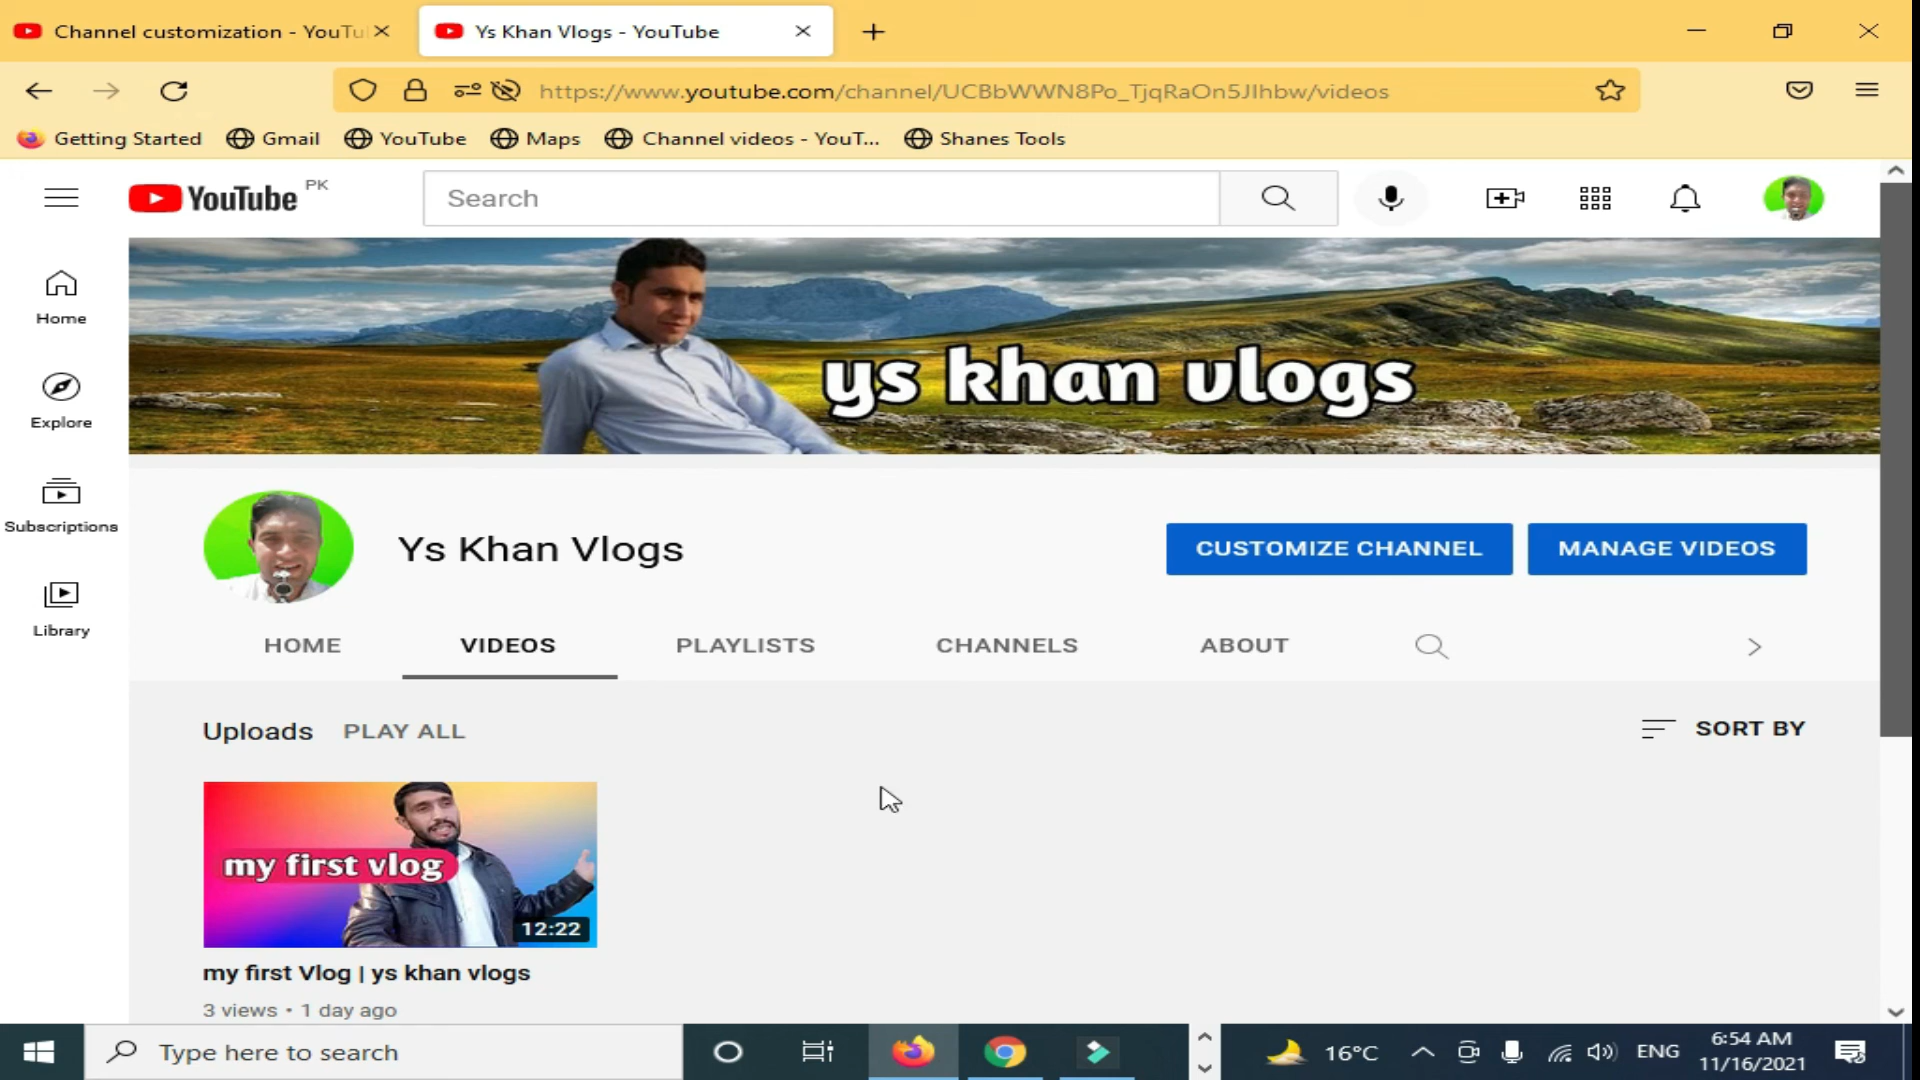 Channel customization - YouTu
Ys Khan Vlogs - YouTube
https://www.youtube.com/channel/UCBbWWN8Po_TjqRaOn5JIhbw/videos
Getting Started
Gmail
YouTube
Maps
Channel videos - YouT...
Shanes Tools
YouTube PK
Search
Home
Explore
Subscriptions
Library
ys khan vlogs
Ys Khan Vlogs
CUSTOMIZE CHANNEL
MANAGE VIDEOS
HOME
VIDEOS
PLAYLISTS
CHANNELS
ABOUT
Uploads
PLAY ALL
SORT BY
my first vlog
12:22
my first Vlog | ys khan vlogs
3 views • 1 day ago
Type here to search
16°C
ENG
6:54 AM
11/16/2021